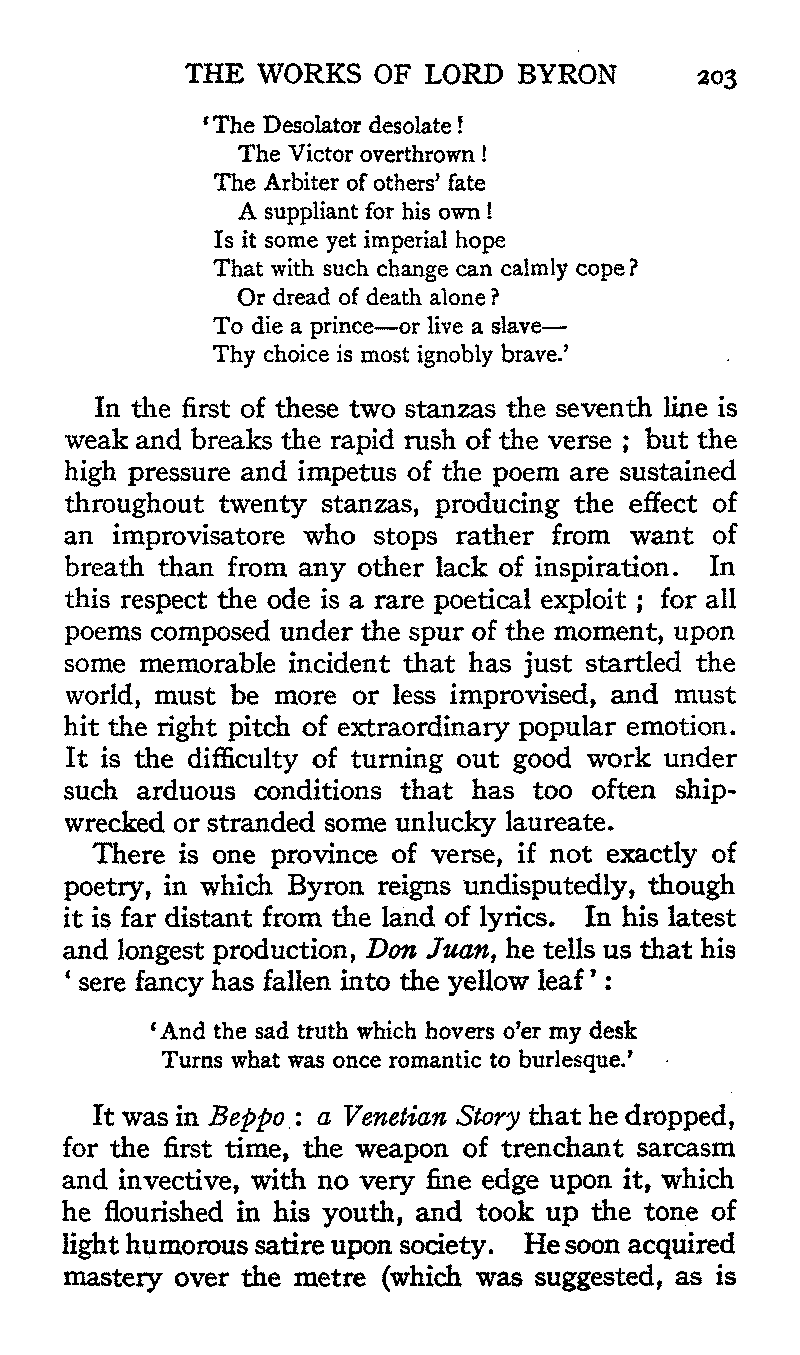 THE WORKS OF LORD BYRON 203
‘The Desolator desolate !
The Victor overthrown !
The Arbiter of others’ fate
A suppliant for his own !
Is it some yet imperial hope
That with such change can calmly cope ?
Or dread of death alone ?
To die a prince—or live a slave—
Thy choice is most ignobly brave.’
In the first of these two stanzas the seventh line is
weak and breaks the rapid rush of the verse ; but the
high pressure and impetus of the poem are sustained
throughout twenty stanzas, producing the effect of
an improvisatore who stops rather from want of
breath than from any other lack of inspiration. In
this respect the ode is a rare poetical exploit ; for all
poems composed under the spur of the moment, upon
some memorable incident that has just startled the
world, must be more or less improvised, and must
hit the right pitch of extraordinary popular emotion.
It is the difficulty of turning out good work under
such arduous conditions that has too often ship-
wrecked or stranded some unlucky laureate.
There is one province of verse, if not exactly of
poetry, in which Byron reigns undisputedly, though
it is far distant from the land of lyrics. In his latest
and longest production, Don Juan, he tells us that his
‘ sere fancy has fallen into the yellow leaf ’ :
‘And the sad truth which hovers o’er my desk
Turns what was once romantic to burlesque.’
It was in Beppo : a Venetian Story that he dropped,
for the first time, the weapon of trenchant sarcasm
and invective, with no very fine edge upon it, which
he flourished in his youth, and took up the tone of
light humorous satire upon society. He soon acquired
mastery over the metre (which was suggested, as is